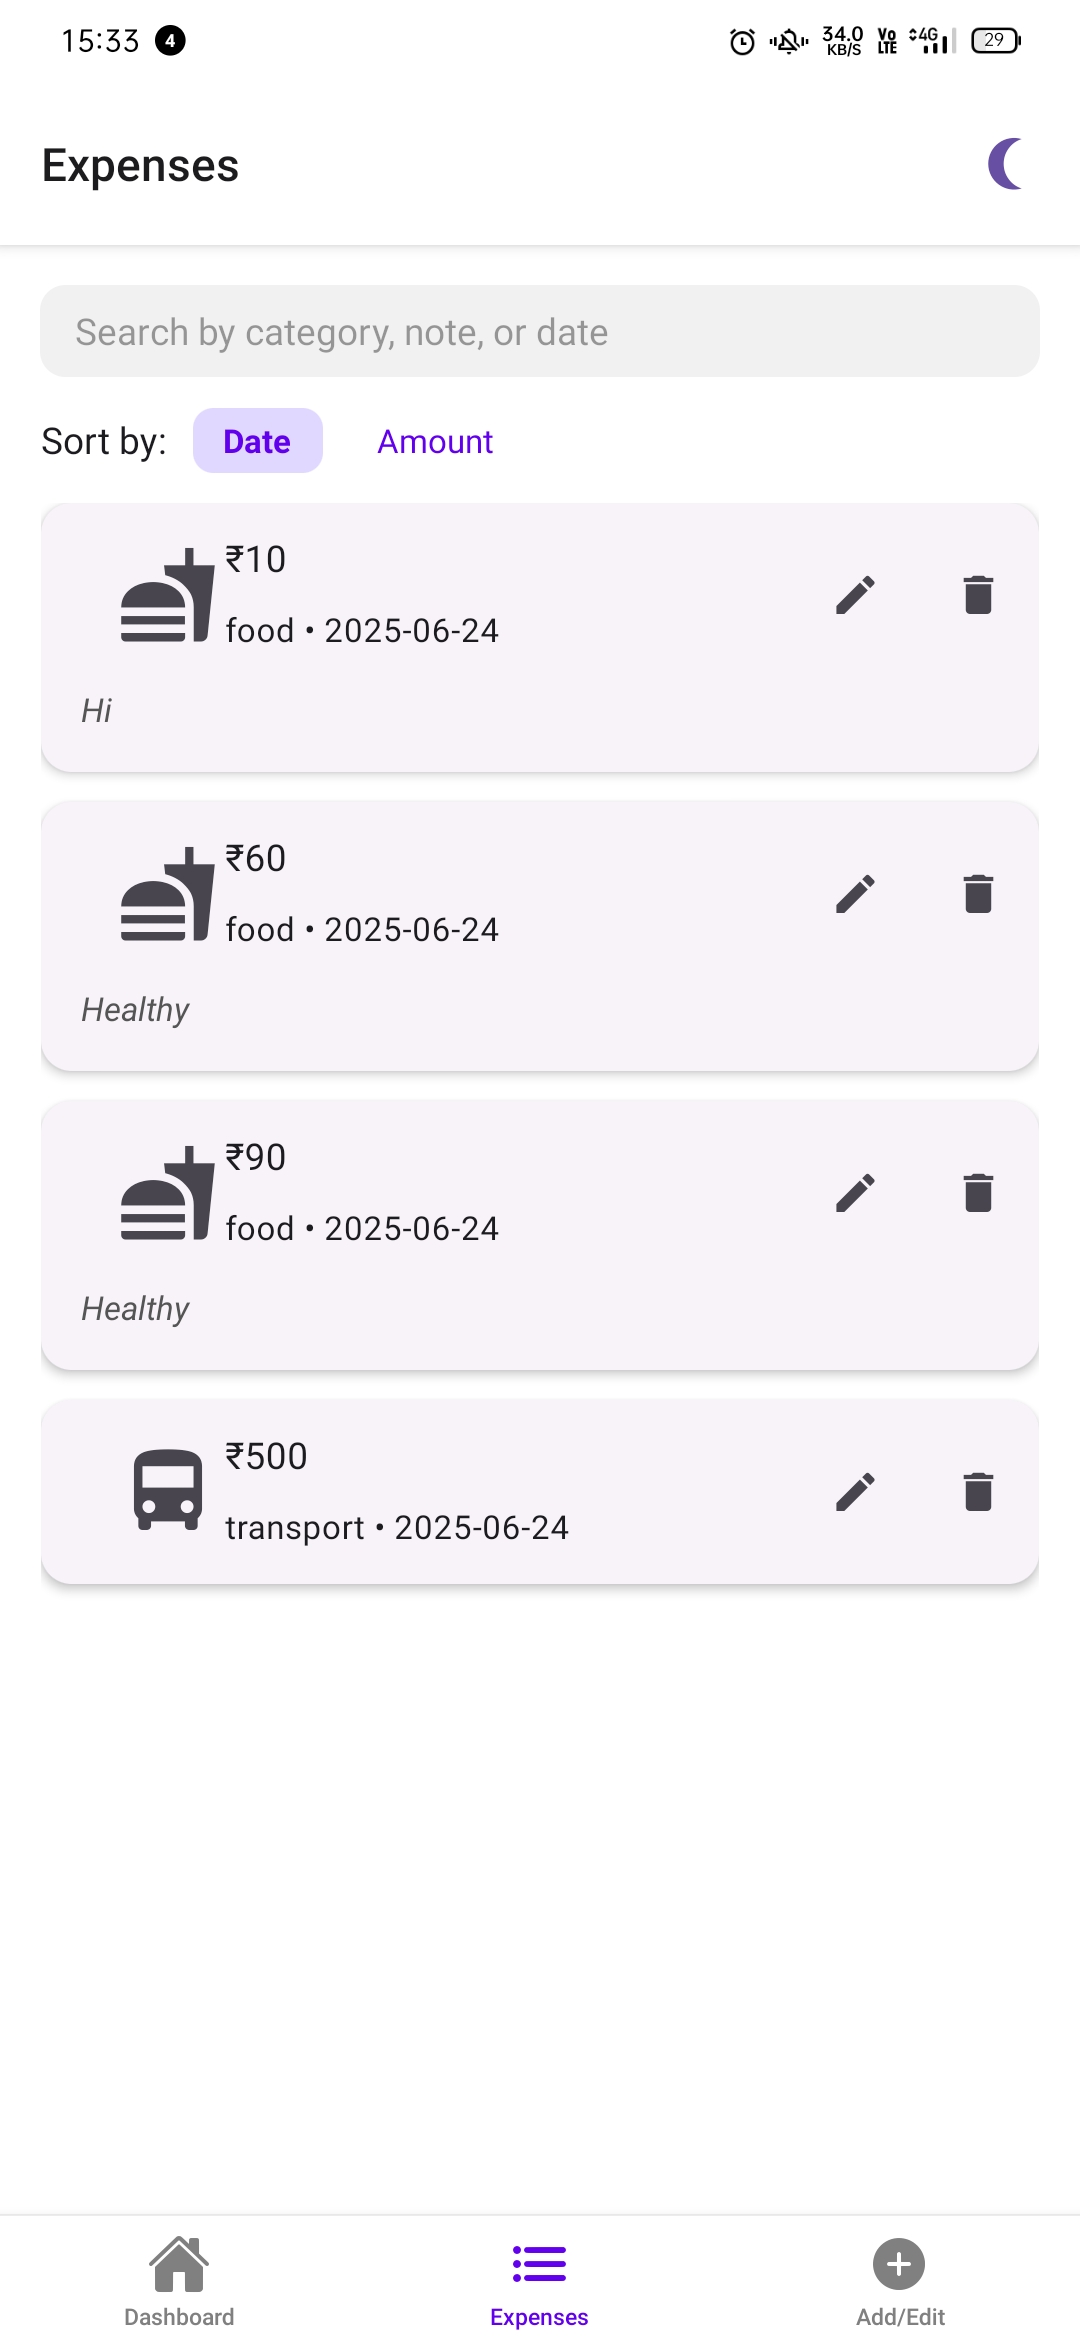 15:33 4 34.0 KB/S Vo LTE 4G 29
Expenses
Search by category, note, or date
Sort by: Date Amount
₹10
food • 2025-06-24
Hi
₹60
food • 2025-06-24
Healthy
₹90
food • 2025-06-24
Healthy
₹500
transport • 2025-06-24
Dashboard Expenses Add/Edit